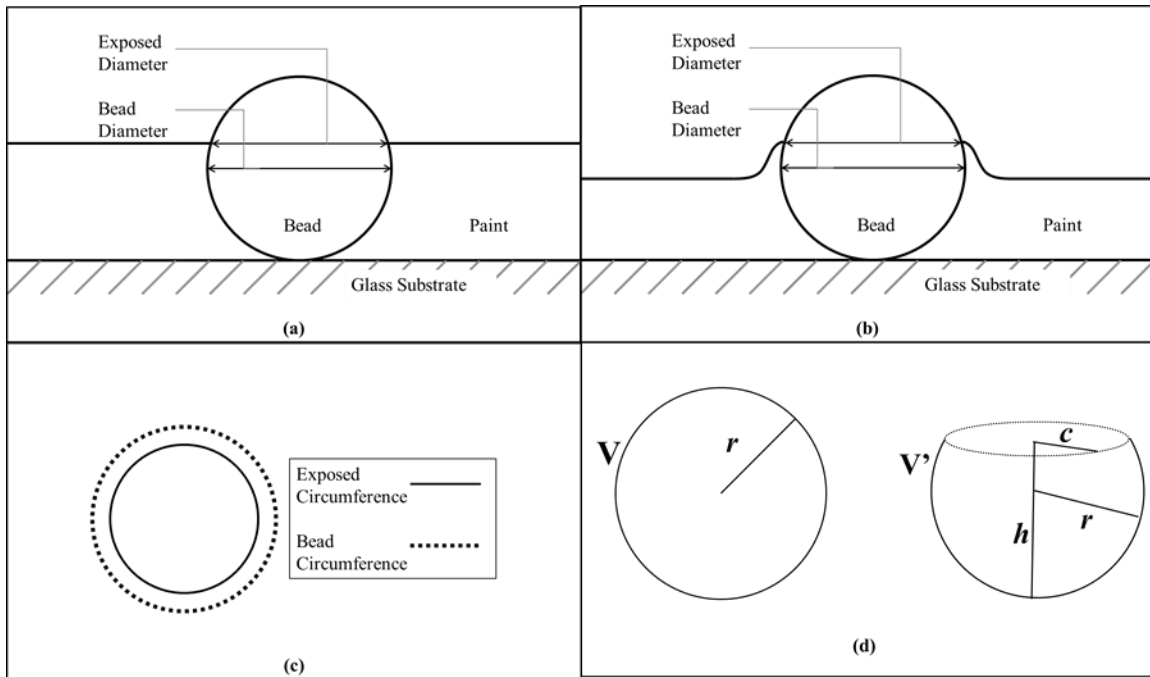 Exposed
Diameter
Bead
Diameter
Bead
Paint
Glass Substrate
(a)
Exposed
Diameter
Bead
Diameter
Bead
Paint
Glass Substrate
(b)
Exposed
Circumference
Bead
Circumference
(c)
V
r
V’
c
r
h
(d)